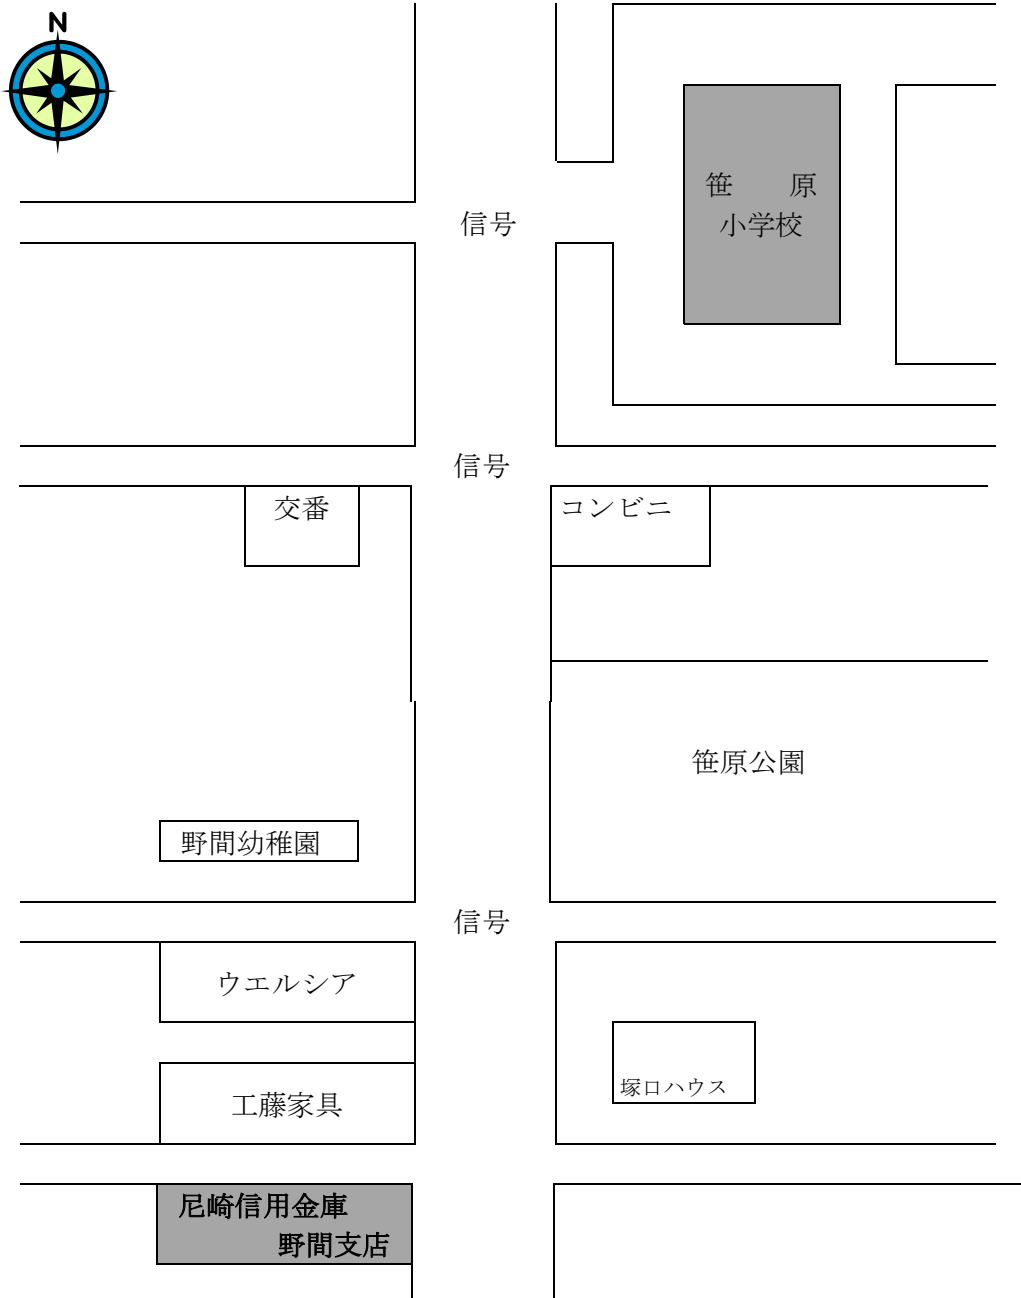 N
笹　　原
小学校
信号
信号
交番
コンビニ
笹原公園
野間幼稚園
信号
ウエルシア
工藤家具
塚口ハウス
尼崎信用金庫
野間支店